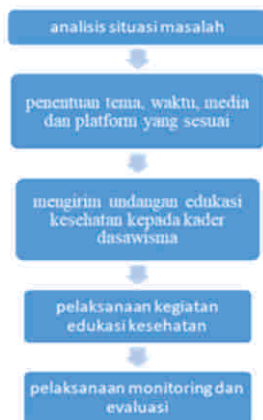 analisis situasi masalah
penentuan tema, waktu, media
dan platform yang sesuai
mengirim undangan edukasi
kesehatan kepada kader
dasawisma
pelaksanaan kegiatan
edukasi kesehatan
pelaksanaan monitoring dan
evaluasi